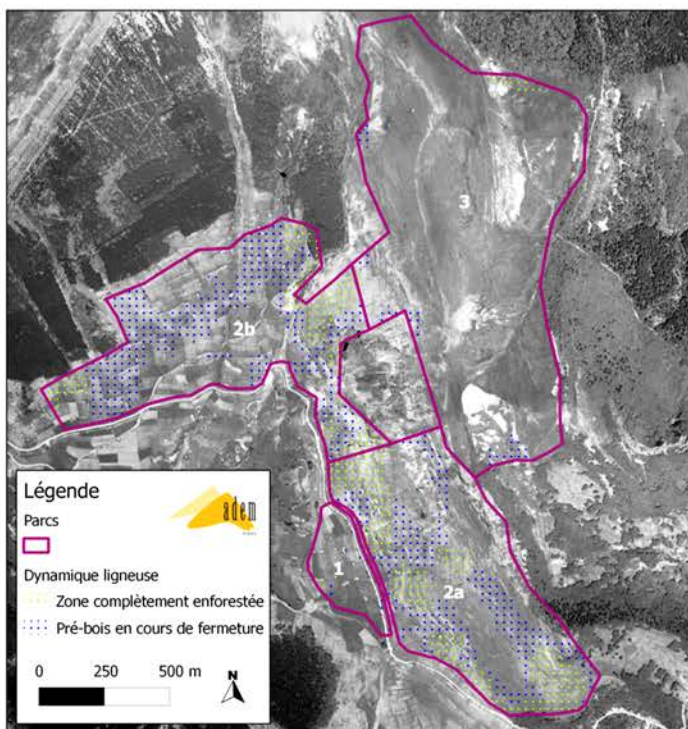 3
2b
1
2a
Légende
adem
Parcs
Dynamique ligneuse
Zone complètement enforestée
Pré-bois en cours de fermeture
0 250 500 m
N